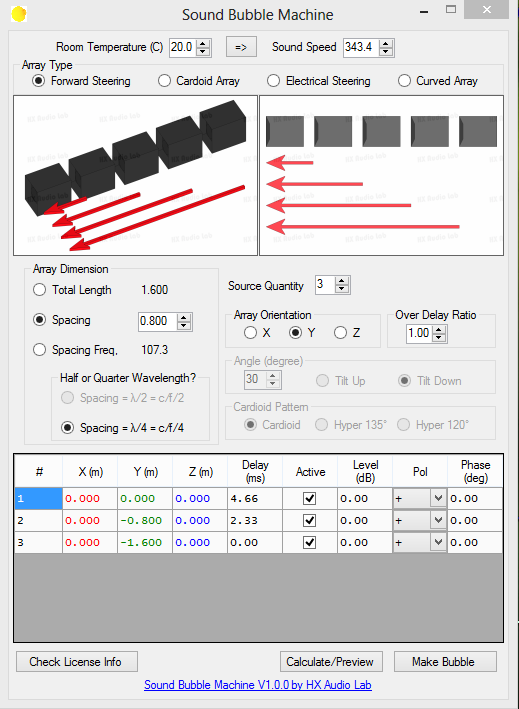 Sound Bubble Machine
Room Temperature (C) 20.0 => Sound Speed 343.4
Array Type
Forward Steering Cardoid Array Electrical Steering Curved Array
Array Dimension
Total Length 1.600
Spacing 0.800
Spacing Freq. 107.3
Half or Quarter Wavelength?
Spacing = λ/2 = c/f/2
Spacing = λ/4 = c/f/4
Source Quantity 3
Array Orientation Over Delay Ratio
X Y Z 1.00
Angle (degree)
30 Tilt Up Tilt Down
Cardioid Pattern
Cardioid Hyper 135° Hyper 120°
# X (m) Y (m) Z (m) Delay (ms) Active Level (dB) Pol Phase (deg)
1 0.000 0.000 0.000 4.66 0.00 + 0.00
2 0.000 -0.800 0.000 2.33 0.00 + 0.00
3 0.000 -1.600 0.000 0.00 0.00 + 0.00
Check License Info Calculate/Preview Make Bubble
Sound Bubble Machine V1.0.0 by HX Audio Lab